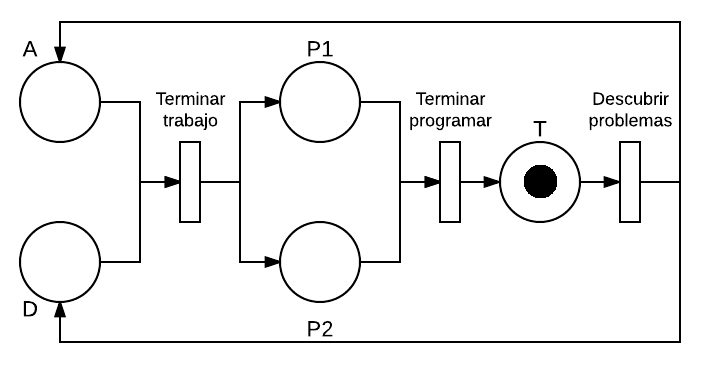 A
P1
Terminar
trabajo
Terminar
programar
Descubrir
problemas
T
D
P2